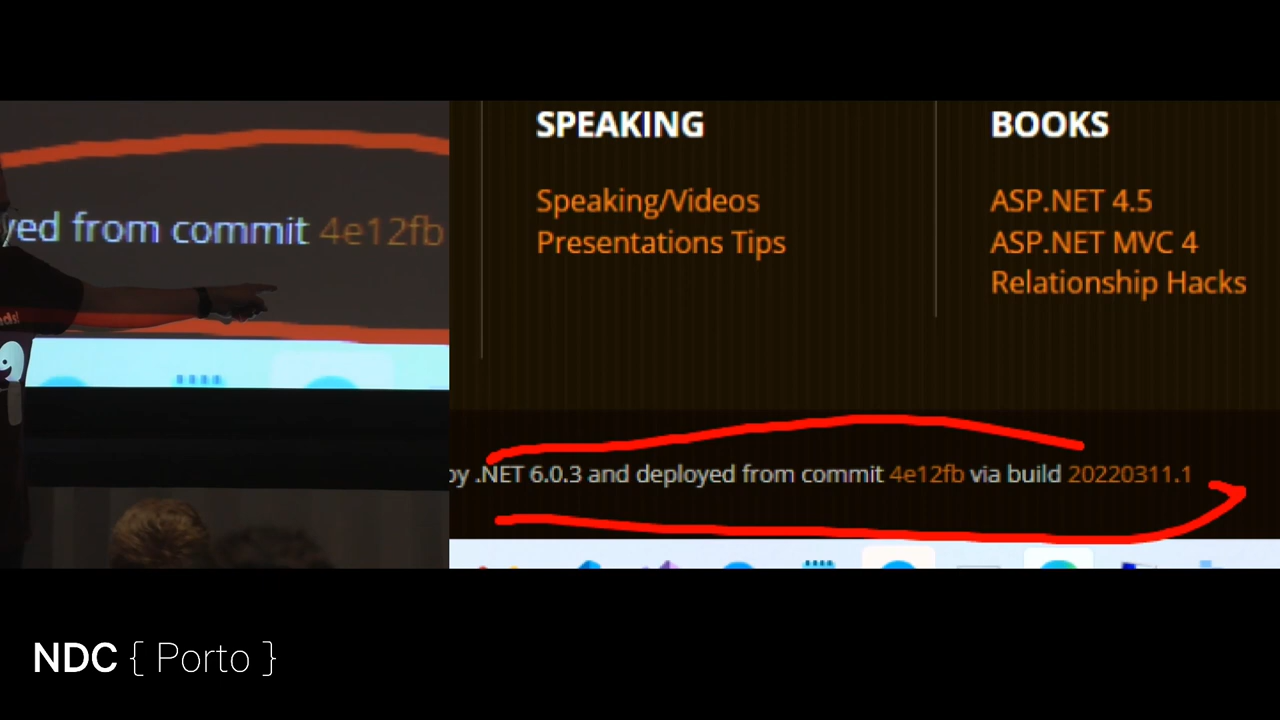 yed from commit 4e12fb
SPEAKING
Speaking/Videos
Presentations Tips
BOOKS
ASP.NET 4.5
ASP.NET MVC 4
Relationship Hacks
by .NET 6.0.3 and deployed from commit 4e12fb via build 20220311.1
NDC { Porto }